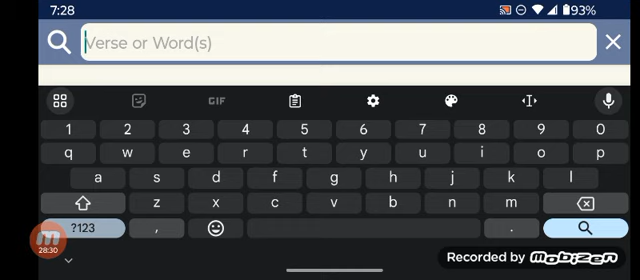 7:28 93%
Verse or Word(s)
GIF
1 2 3 4 5 6 7 8 9 0
q w e r t y u i o p
a s d f g h j k l
z x c v b n m
?123 , .
28:30
Recorded by mobizen